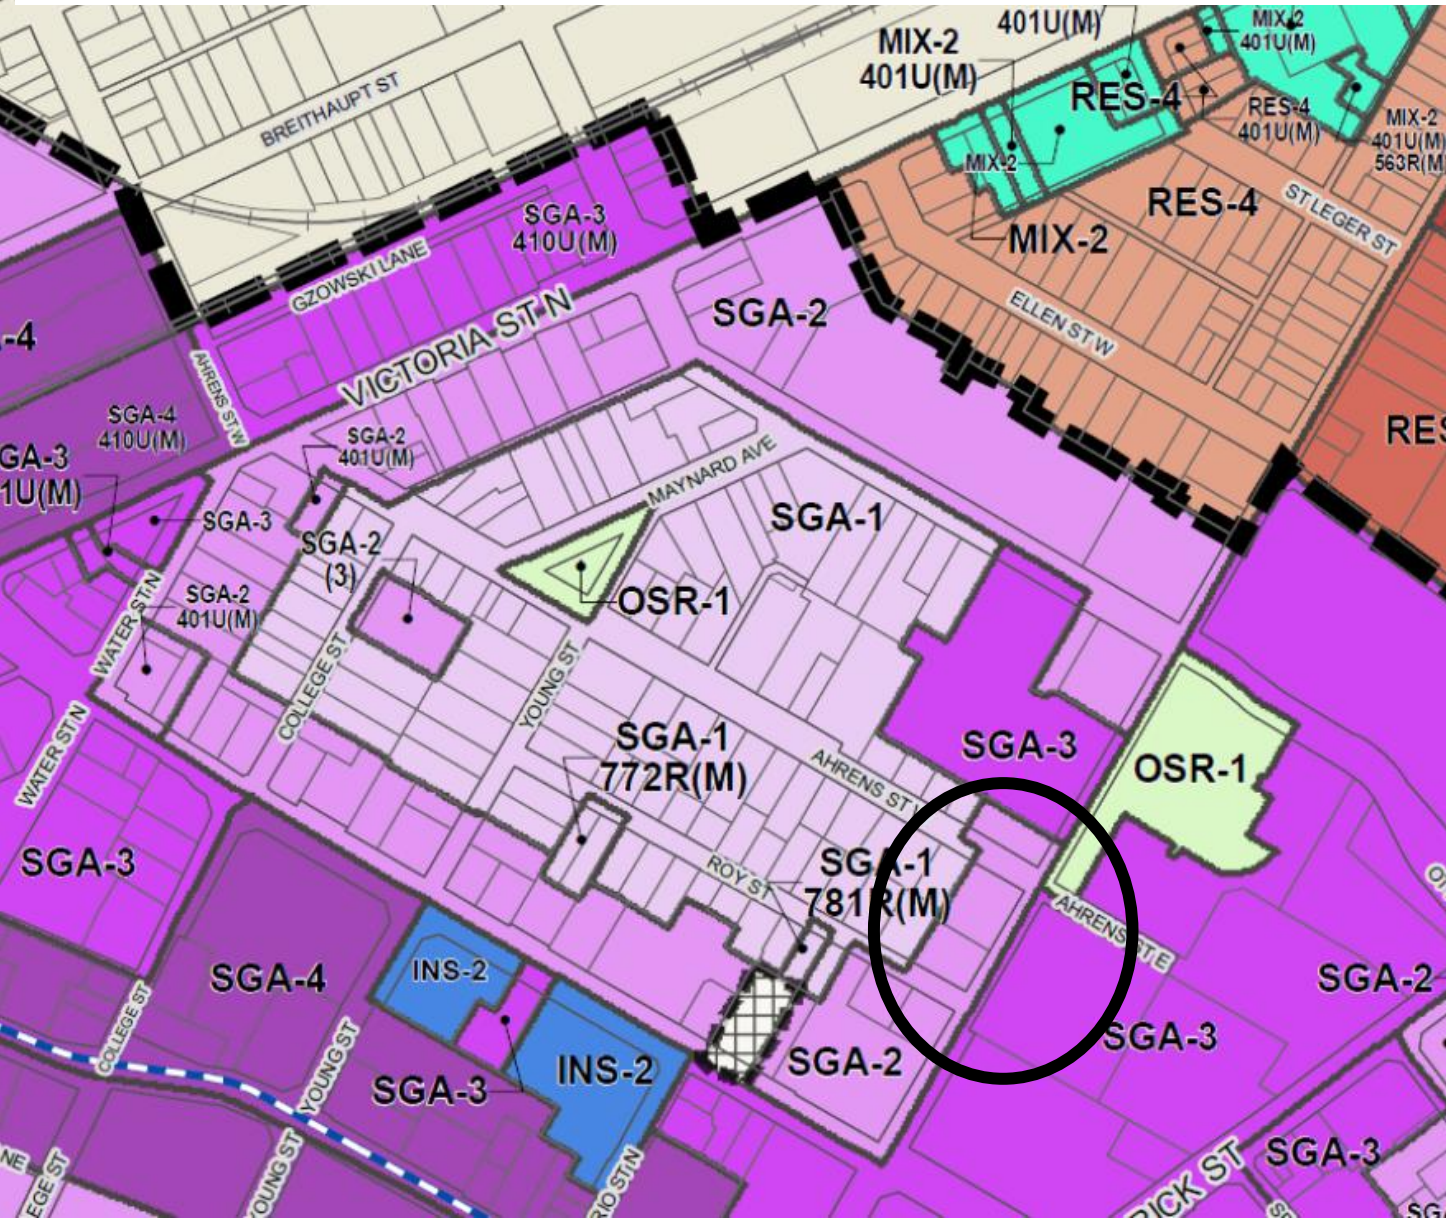 401U(M)
MIX-2
401U(M)
MIX-2
401U(M)
BREITHAUPT ST
RES-4
RES-4
401U(M)
MIX-2
401U(M)
563R(M
MIX-2
RES-4
ST LEGER ST
SGA-3
410U(M)
MIX-2
GZOWSKI LANE
SGA-2
ELLEN ST W
VICTORIA ST N
-4
AHRENS ST W
SGA-4
410U(M)
SGA-2
401U(M)
RES
GA-3
1U(M)
MAYNARD AVE
SGA-3
SGA-1
SGA-2
(3)
OSR-1
SGA-2
401U(M)
WATER ST N
COLLEGE ST
YOUNG ST
SGA-1
772R(M)
SGA-3
OSR-1
WATER ST N
AHRENS ST
SGA-3
ROY ST
SGA-1
781R(M)
AHRENS ST E
SGA-4
INS-2
SGA-2
COLLEGE ST
YOUNG ST
SGA-3
INS-2
SGA-2
SGA-3
SGA-3
NE
EGE ST
YOUNG ST
RIO ST N
RICK ST
SG